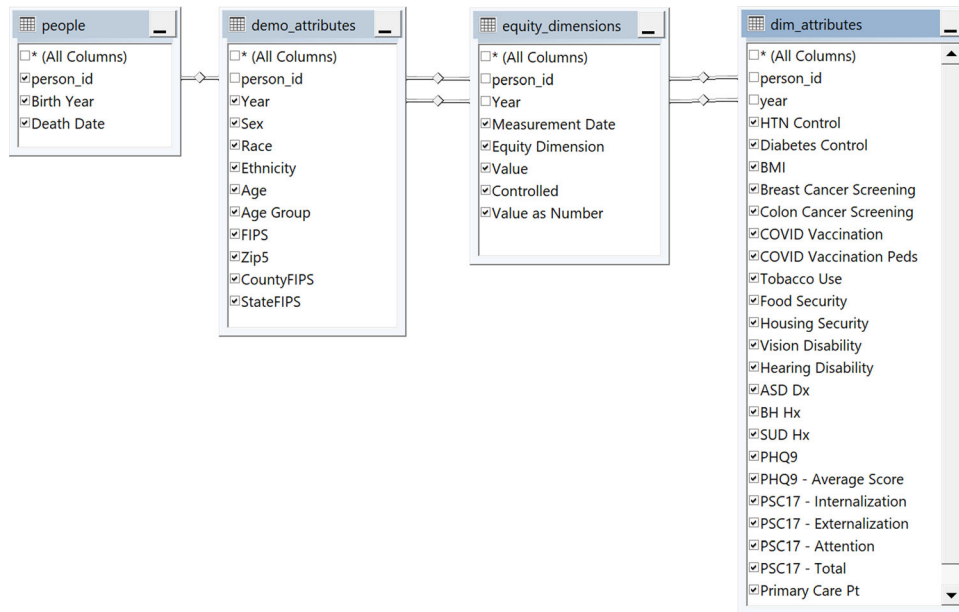 people
* (All Columns)
person_id
Birth Year
Death Date
demo_attributes
* (All Columns)
person_id
Year
Sex
Race
Ethnicity
Age
Age Group
FIPS
Zip5
CountyFIPS
StateFIPS
equity_dimensions
* (All Columns)
person_id
Year
Measurement Date
Equity Dimension
Value
Controlled
Value as Number
dim_attributes
* (All Columns)
person_id
year
HTN Control
Diabetes Control
BMI
Breast Cancer Screening
Colon Cancer Screening
COVID Vaccination
COVID Vaccination Peds
Tobacco Use
Food Security
Housing Security
Vision Disability
Hearing Disability
ASD Dx
BH Hx
SUD Hx
PHQ9
PHQ9 - Average Score
PSC17 - Internalization
PSC17 - Externalization
PSC17 - Attention
PSC17 - Total
Primary Care Pt